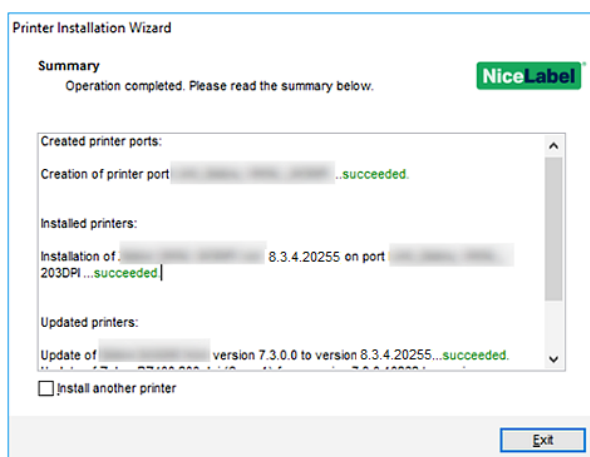 Printer Installation Wizard
Summary
Operation completed. Please read the summary below.
NiceLabel
Created printer ports:
Creation of printer port ..succeeded.
Installed printers:
Installation of 8.3.4.20255 on port
203DPI ...succeeded.
Updated printers:
Update of version 7.3.0.0 to version 8.3.4.20255...succeeded.
Install another printer
Exit